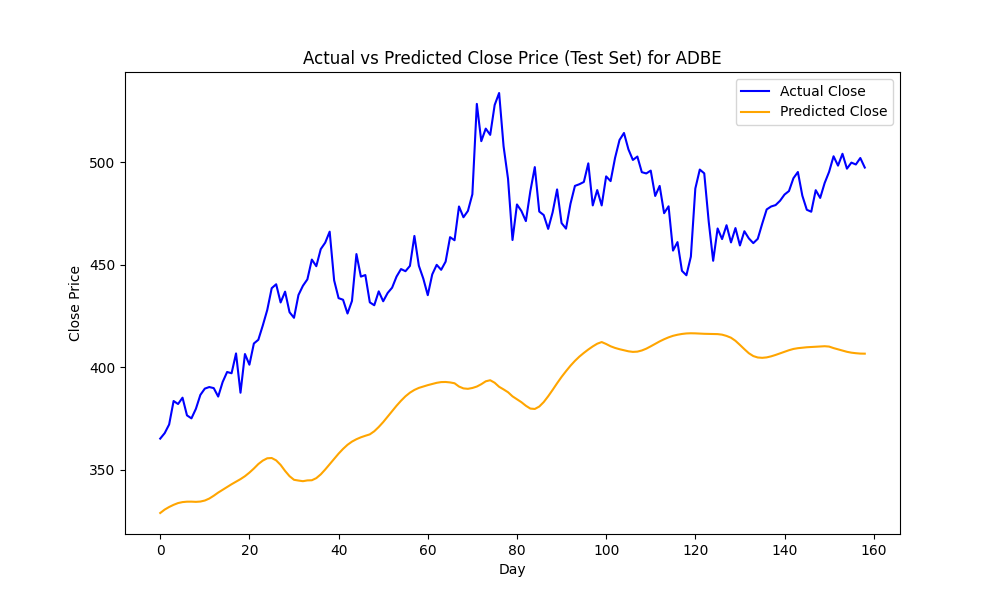 Actual vs Predicted Close Price (Test Set) for ADBE
Actual Close
Predicted Close
500
450
400
350
Close Price
0 20 40 60 80 100 120 140 160
Day